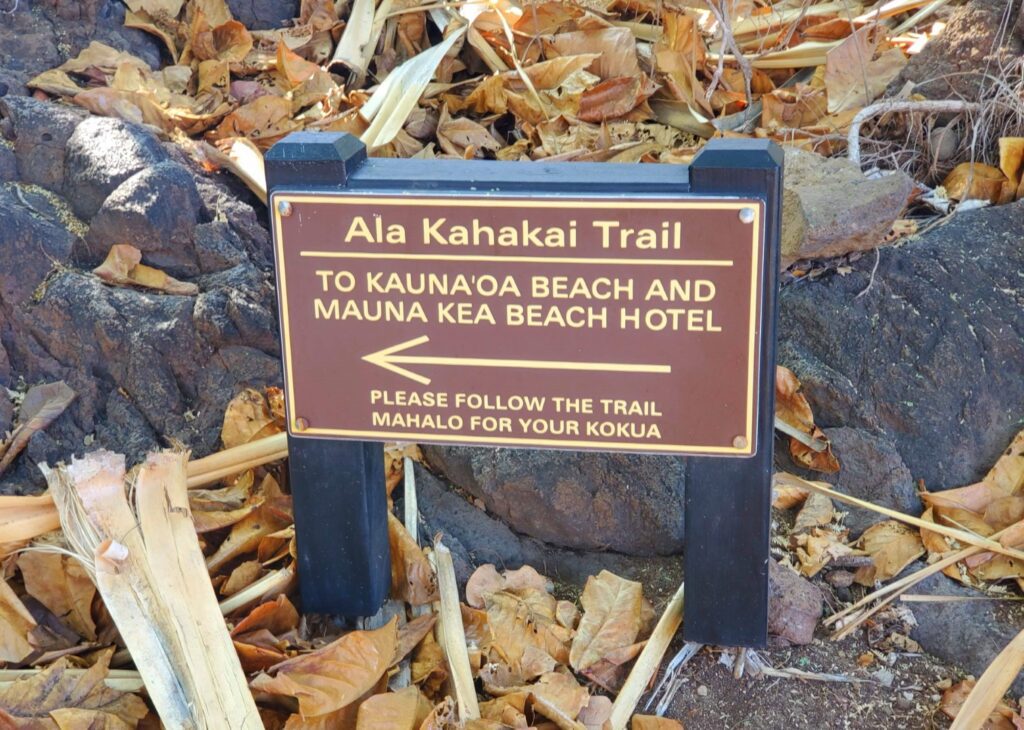 Ala Kahakai Trail
TO KAUNA'OA BEACH AND
MAUNA KEA BEACH HOTEL
PLEASE FOLLOW THE TRAIL
MAHALO FOR YOUR KOKUA